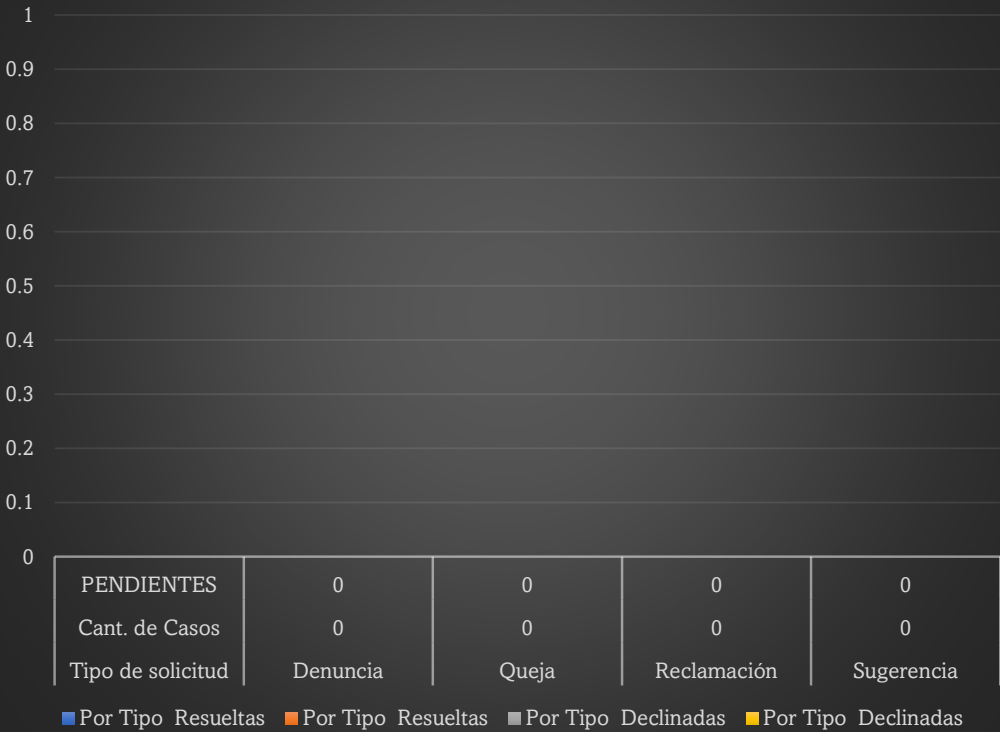 1
0.9
0.8
0.7
0.6
0.5
0.4
0.3
0.2
0.1
0
PENDIENTES 0 0 0 0
Cant. de Casos 0 0 0 0
Tipo de solicitud Denuncia Queja Reclamación Sugerencia
Por Tipo Resueltas Por Tipo Resueltas Por Tipo Declinadas Por Tipo Declinadas